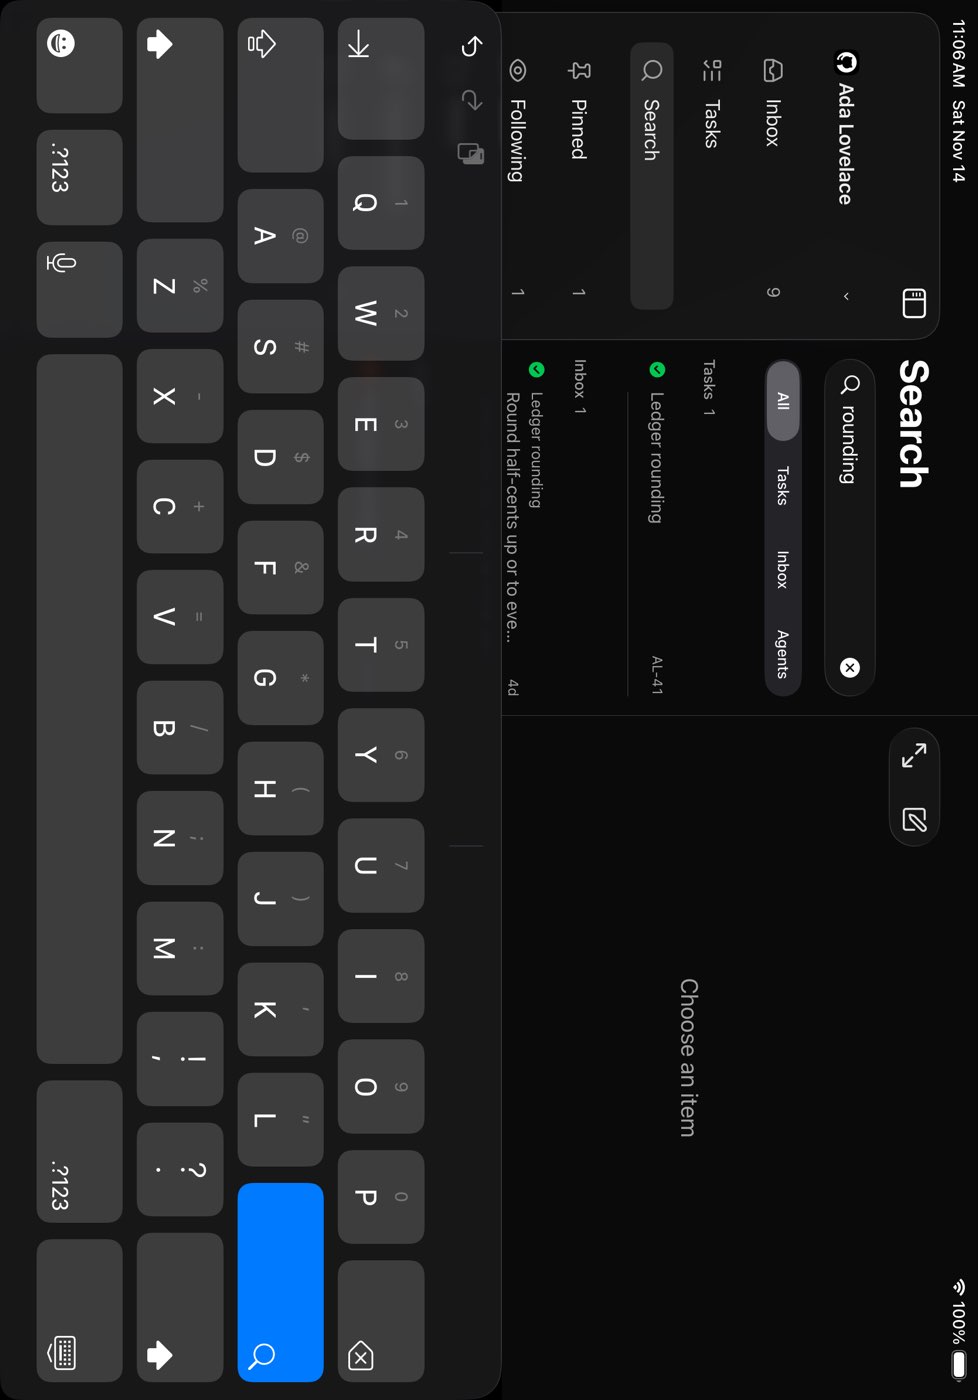 11:06 AM Sat Nov 14
100%
Ada Lovelace
Inbox 9
Tasks
Search
Pinned 1
Following 1
Search
rounding
All Tasks Inbox Agents
Tasks 1
Ledger rounding AL-41
Inbox 1
Ledger rounding
Round half-cents up or to eve... 4d
Choose an item
1 2 3 4 5 6 7 8 9 0
Q W E R T Y U I O P
@ # $ & * ( ) ' "
A S D F G H J K L
% - + = / ; : ! ?
Z X C V B N M , .
.?123 .?123